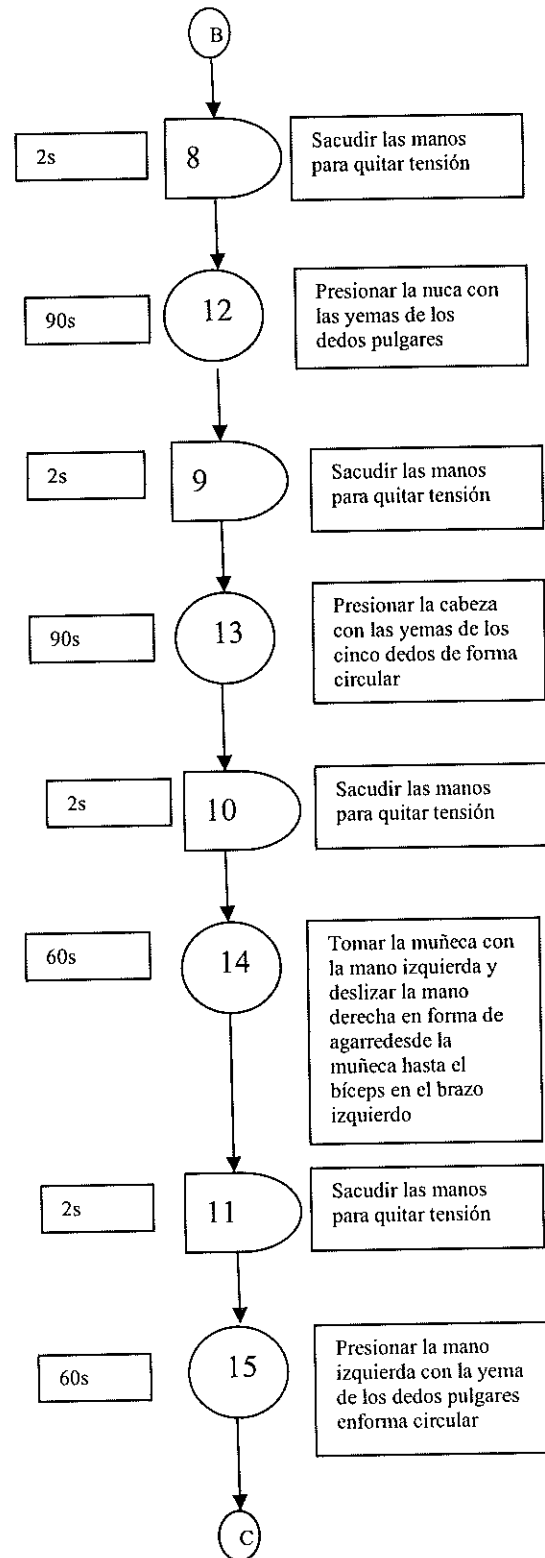 B
2s
8
Sacudir las manos
para quitar tensión
90s
12
Presionar la nuca con
las yemas de los
dedos pulgares
2s
9
Sacudir las manos
para quitar tensión
90s
13
Presionar la cabeza
con las yemas de los
cinco dedos de forma
circular
2s
10
Sacudir las manos
para quitar tensión
60s
14
Tomar la muñeca con
la mano izquierda y
deslizar la mano
derecha en forma de
agarredesde la
muñeca hasta el
bíceps en el brazo
izquierdo
2s
11
Sacudir las manos
para quitar tensión
60s
15
Presionar la mano
izquierda con la yema
de los dedos pulgares
enforma circular
C